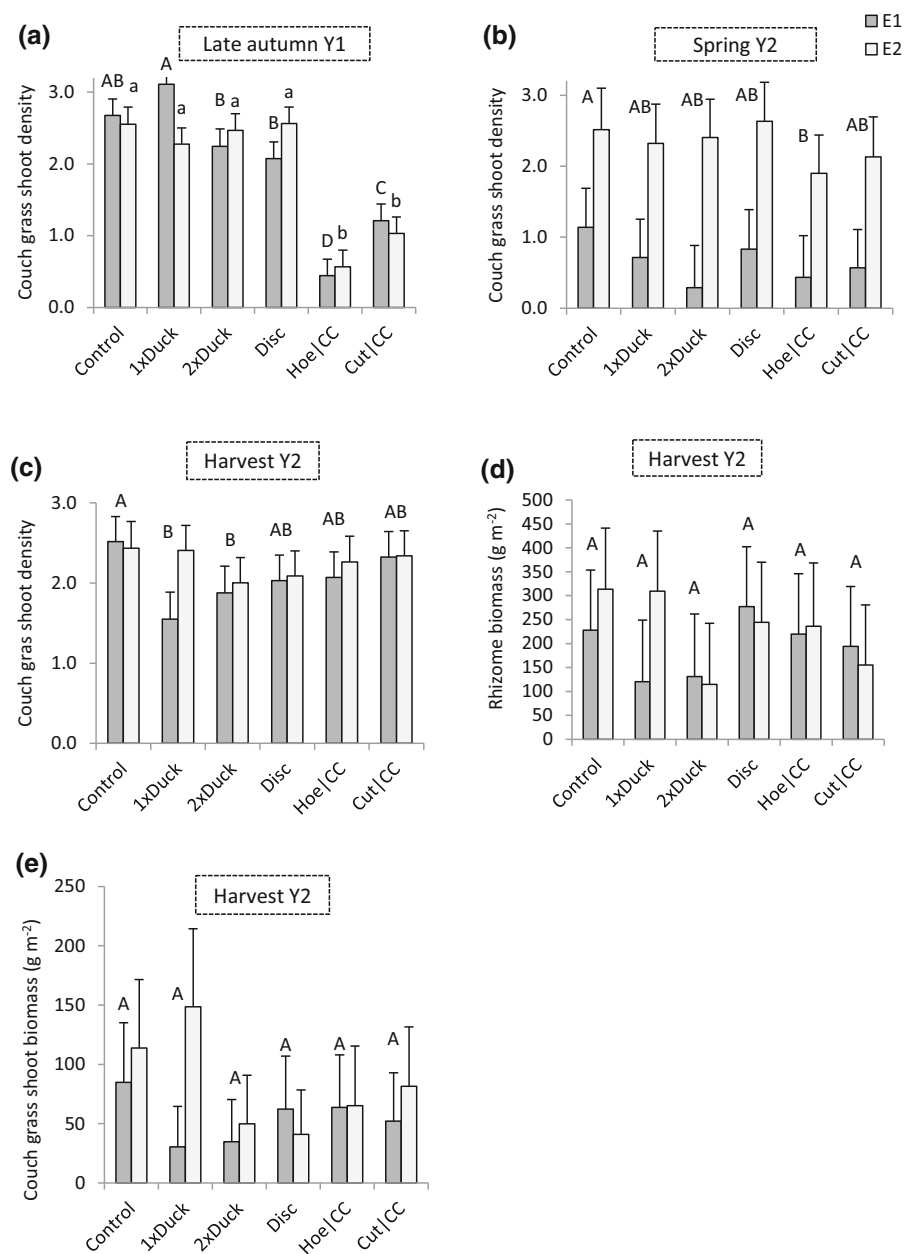 (a)
Late autumn Y1
Couch grass shoot density
3.0
2.0
1.0
0.0
AB a A a B a B a D b C b
Control 1xDuck 2xDuck Disc Hoe|CC Cut|CC
(b)
Spring Y2
E1
E2
Couch grass shoot density
3.0
2.0
1.0
0.0
A AB AB AB B AB
Control 1xDuck 2xDuck Disc Hoe|CC Cut|CC
(c)
Harvest Y2
Couch gras shoot density
3.0
2.0
1.0
0.0
A B B AB AB AB
Control 1xDuck 2xDuck Disc Hoe|CC Cut|CC
(d)
Harvest Y2
Rhizome biomass (g m-2)
500
450
400
350
300
250
200
150
100
50
0
A A A A A A
Control 1xDuck 2xDuck Disc Hoe|CC Cut|CC
(e)
Harvest Y2
Couch grass shoot biomass (g m-2)
250
200
150
100
50
0
A A A A A A
Control 1xDuck 2xDuck Disc Hoe|CC Cut|CC